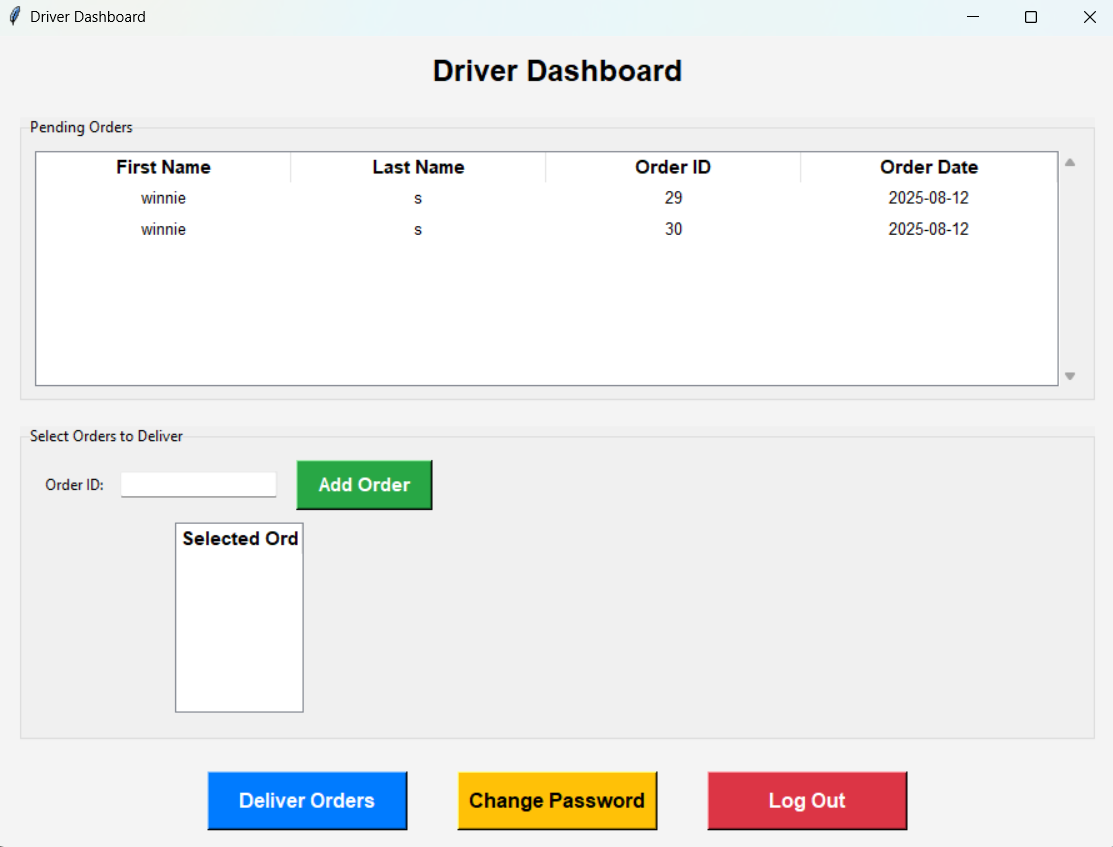 Driver Dashboard
Driver Dashboard
Pending Orders
First Name Last Name Order ID Order Date
winnie s 29 2025-08-12
winnie s 30 2025-08-12
Select Orders to Deliver
Order ID: Add Order
Selected Ord
Deliver Orders Change Password Log Out